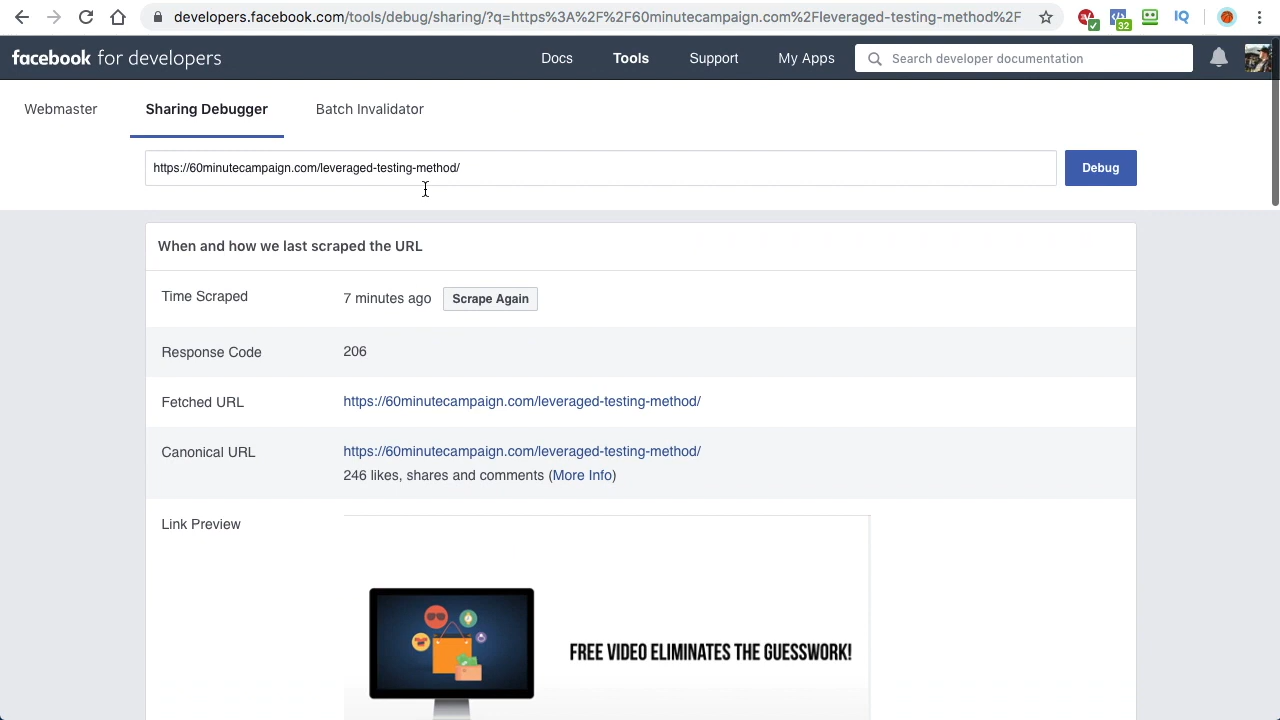 developers.facebook.com/tools/debug/sharing/?q=https%3A%2F%2F60minutecampaign.com%2Fleveraged-testing-method%2F
32
IQ
facebook for developers
Docs
Tools
Support
My Apps
Search developer documentation
Webmaster
Sharing Debugger
Batch Invalidator
https://60minutecampaign.com/leveraged-testing-method/
Debug
When and how we last scraped the URL
Time Scraped
7 minutes ago
Scrape Again
Response Code
206
Fetched URL
https://60minutecampaign.com/leveraged-testing-method/
Canonical URL
https://60minutecampaign.com/leveraged-testing-method/
246 likes, shares and comments (More Info)
Link Preview
FREE VIDEO ELIMINATES THE GUESSWORK!